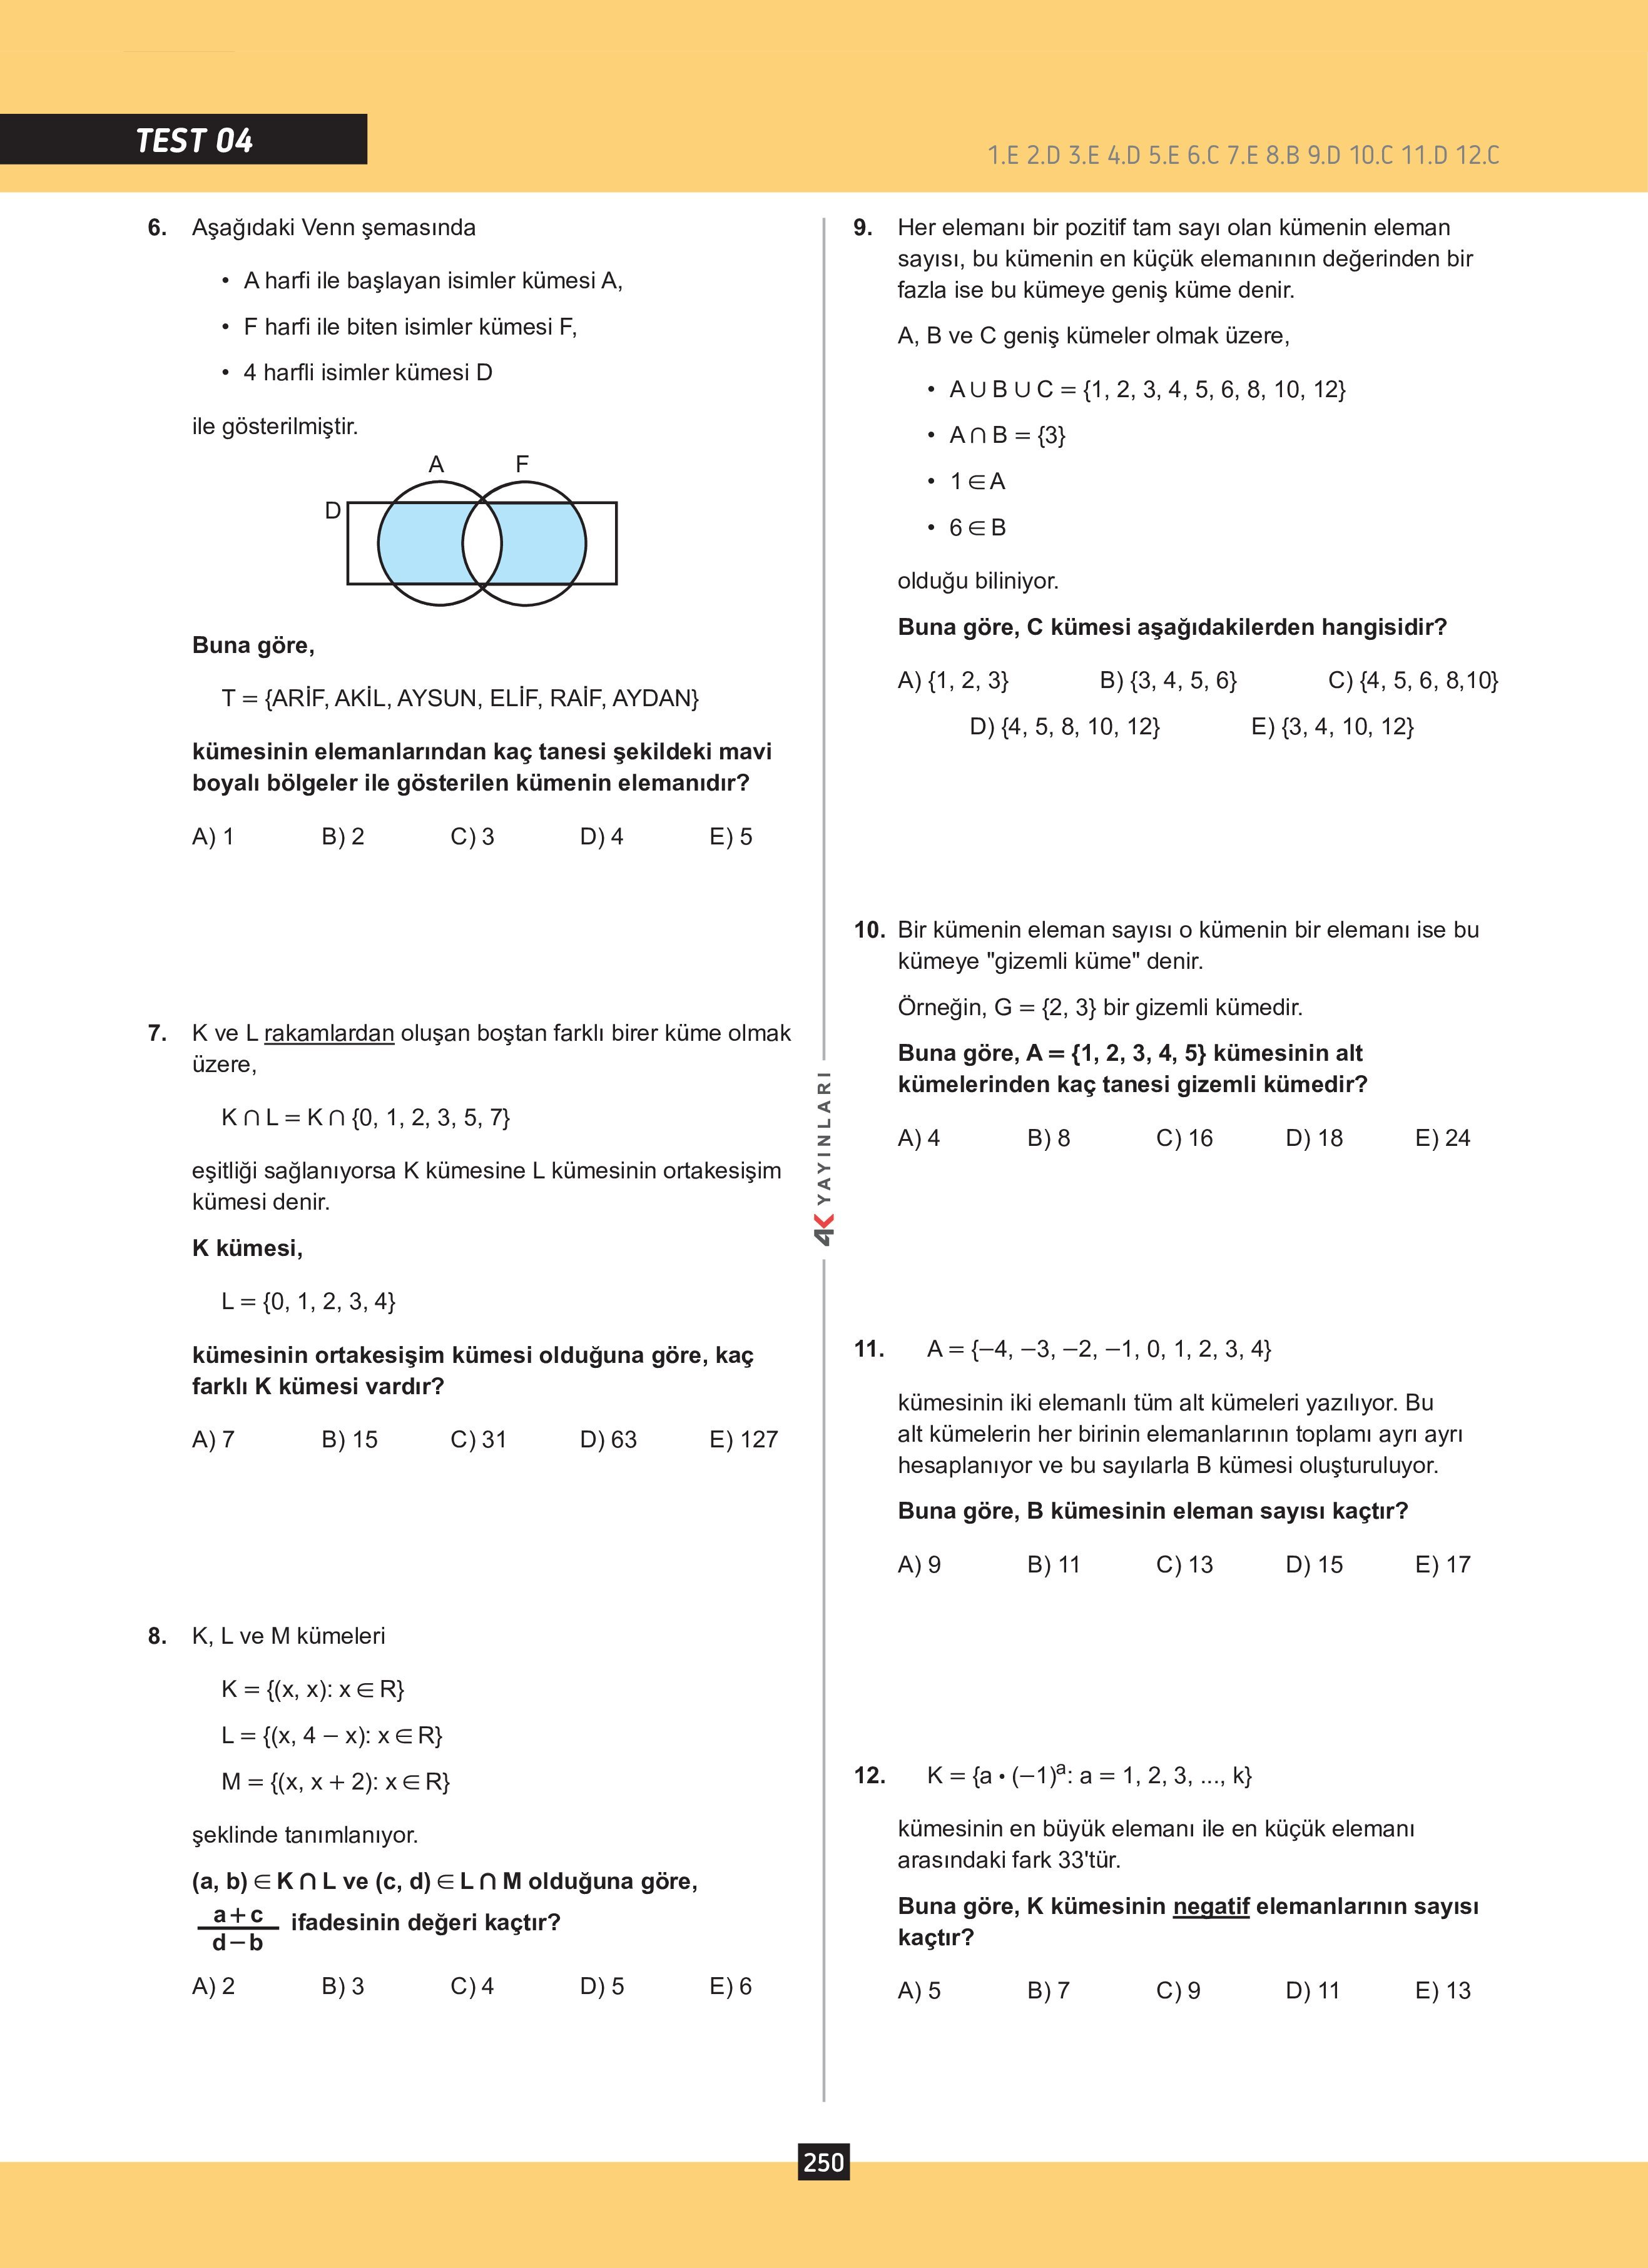 TEST 04
1.E 2.D 3.E 4.D 5.E 6.C 7.E 8.B 9.D 10.C 11.D 12.C
6. Aşağıdaki Venn şemasında
• A harfi ile başlayan isimler kümesi A,
• F harfi ile biten isimler kümesi F,
• 4 harfli isimler kümesi D
ile gösterilmiştir.
A F
D
Buna göre,
T = {ARİF, AKİL, AYSUN, ELİF, RAİF, AYDAN}
kümesinin elemanlarından kaç tanesi şekildeki mavi
boyalı bölgeler ile gösterilen kümenin elemanıdır?
A) 1 B) 2 C) 3 D) 4 E) 5
7. K ve L rakamlardan oluşan boştan farklı birer küme olmak
üzere,
K ∩ L = K ∩ {0, 1, 2, 3, 5, 7}
eşitliği sağlanıyorsa K kümesine L kümesinin ortakesişim
kümesi denir.
K kümesi,
L = {0, 1, 2, 3, 4}
kümesinin ortakesişim kümesi olduğuna göre, kaç
farklı K kümesi vardır?
A) 7 B) 15 C) 31 D) 63 E) 127
8. K, L ve M kümeleri
K = {(x, x): x ∈ R}
L = {(x, 4 – x): x ∈ R}
M = {(x, x + 2): x ∈ R}
şeklinde tanımlanıyor.
(a, b) ∈ K ∩ L ve (c, d) ∈ L ∩ M olduğuna göre,
a+c
ifadesinin değeri kaçtır?
d–b
A) 2 B) 3 C) 4 D) 5 E) 6
4K YAYINLARI
9. Her elemanı bir pozitif tam sayı olan kümenin eleman
sayısı, bu kümenin en küçük elemanının değerinden bir
fazla ise bu kümeye geniş küme denir.
A, B ve C geniş kümeler olmak üzere,
• A ∪ B ∪ C = {1, 2, 3, 4, 5, 6, 8, 10, 12}
• A ∩ B = {3}
• 1 ∈ A
• 6 ∈ B
olduğu biliniyor.
Buna göre, C kümesi aşağıdakilerden hangisidir?
A) {1, 2, 3} B) {3, 4, 5, 6} C) {4, 5, 6, 8,10}
D) {4, 5, 8, 10, 12} E) {3, 4, 10, 12}
10. Bir kümenin eleman sayısı o kümenin bir elemanı ise bu
kümeye "gizemli küme" denir.
Örneğin, G = {2, 3} bir gizemli kümedir.
Buna göre, A = {1, 2, 3, 4, 5} kümesinin alt
kümelerinden kaç tanesi gizemli kümedir?
A) 4 B) 8 C) 16 D) 18 E) 24
11. A = {–4, –3, –2, –1, 0, 1, 2, 3, 4}
kümesinin iki elemanlı tüm alt kümeleri yazılıyor. Bu
alt kümelerin her birinin elemanlarının toplamı ayrı ayrı
hesaplanıyor ve bu sayılarla B kümesi oluşturuluyor.
Buna göre, B kümesinin eleman sayısı kaçtır?
A) 9 B) 11 C) 13 D) 15 E) 17
12. K = {a • (–1)ᵃ: a = 1, 2, 3, ..., k}
kümesinin en büyük elemanı ile en küçük elemanı
arasındaki fark 33'tür.
Buna göre, K kümesinin negatif elemanlarının sayısı
kaçtır?
A) 5 B) 7 C) 9 D) 11 E) 13
250